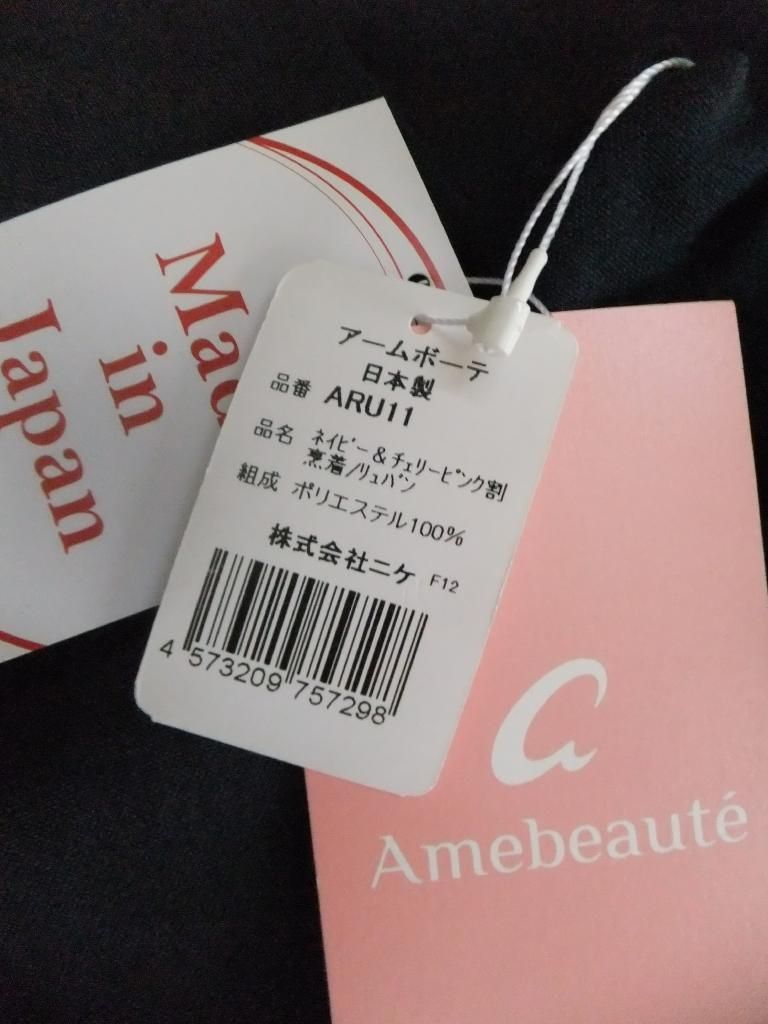 Made
in
Japan
アームボーテ
日本製
品番 ARU11
品名 ネイビー&チェリーピンク割
烹着/リュバン
組成 ポリエステル100%
株式会社ニケ F12
4 573209 757298
a
Amebeauté